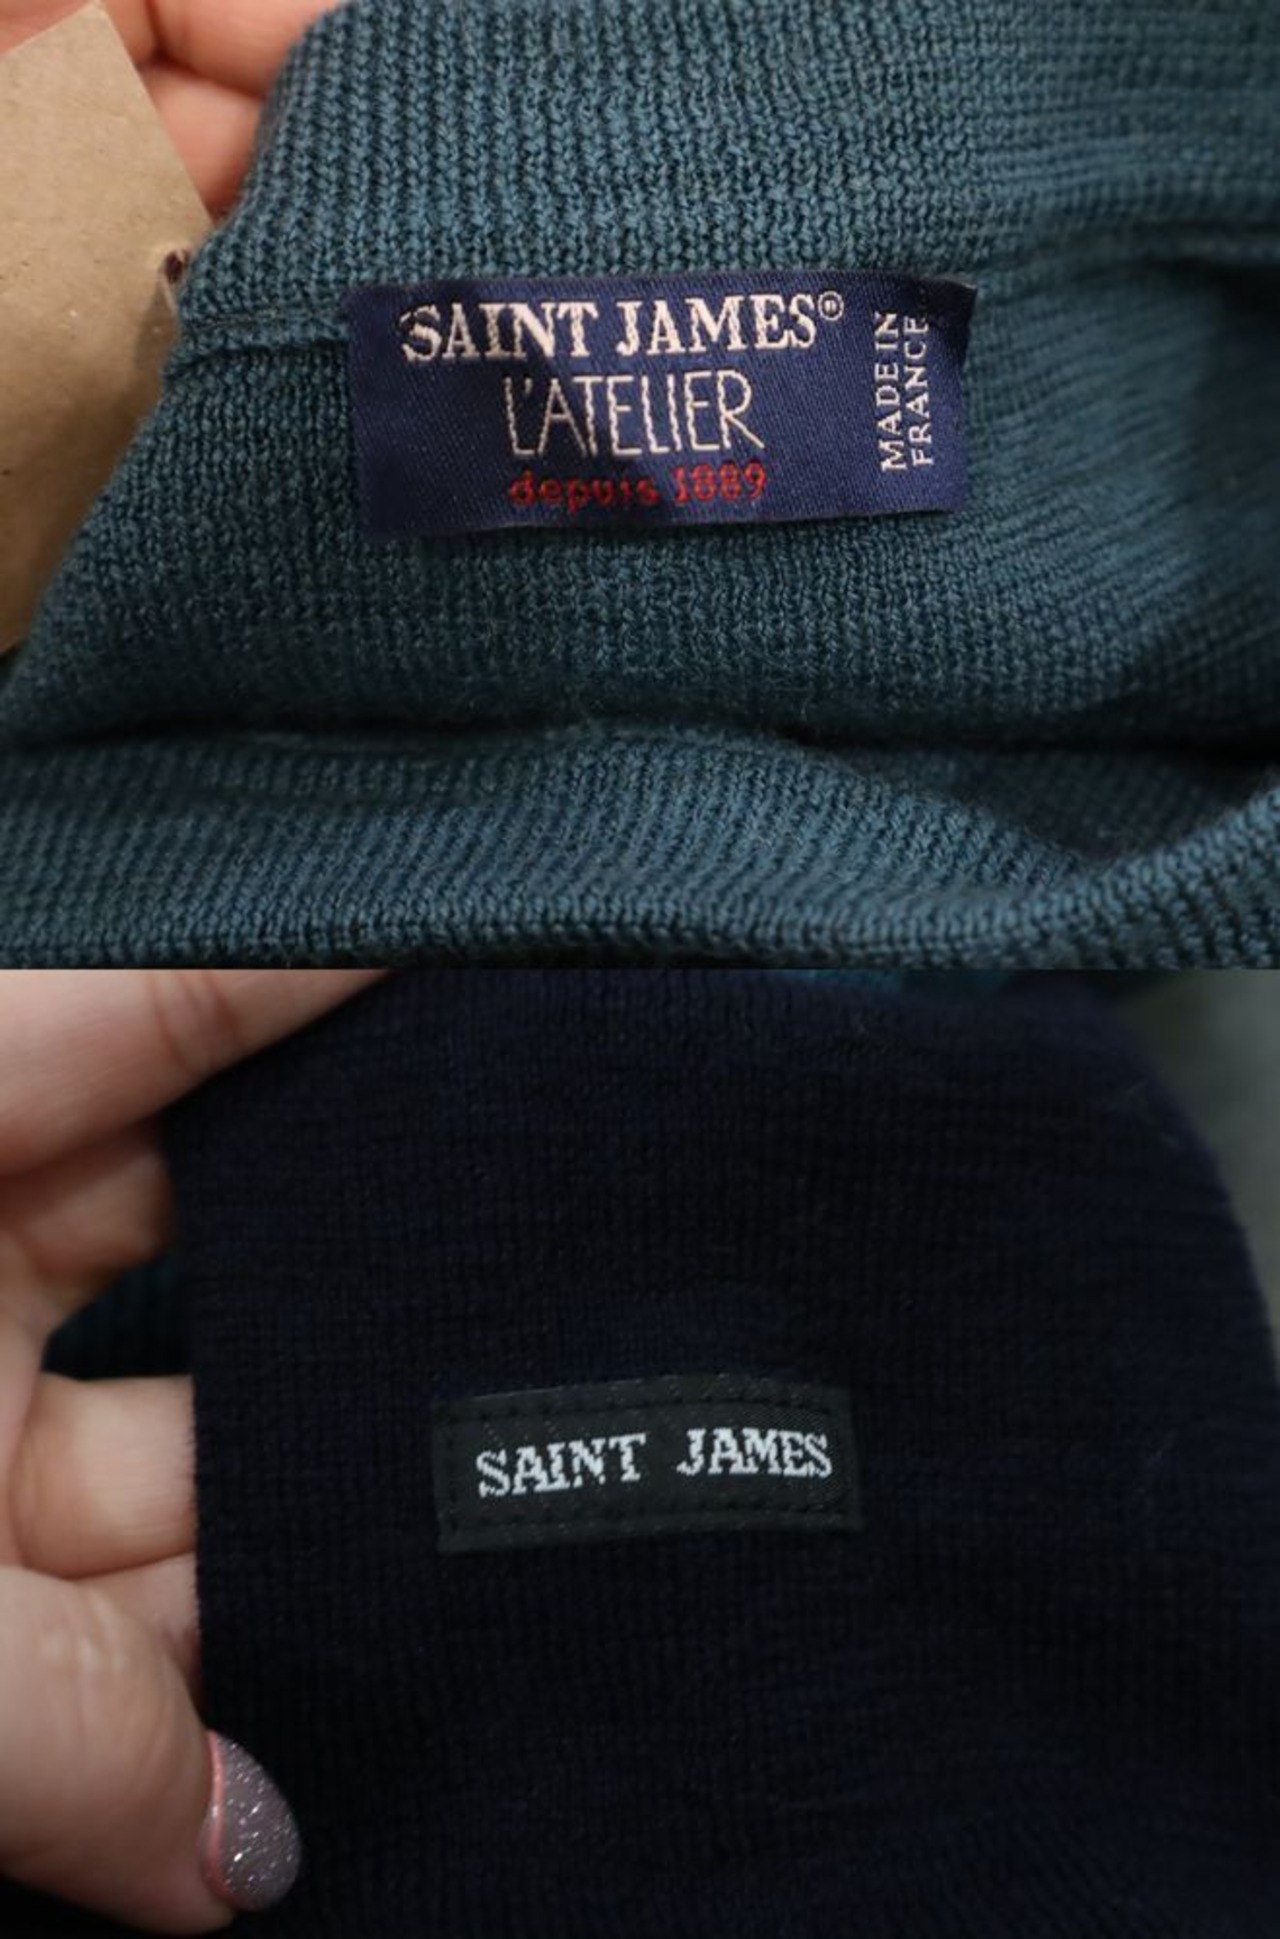 SAINT JAMES®
L'ATELIER
depuis 1889
MADE IN
FRANCE
SAINT JAMES